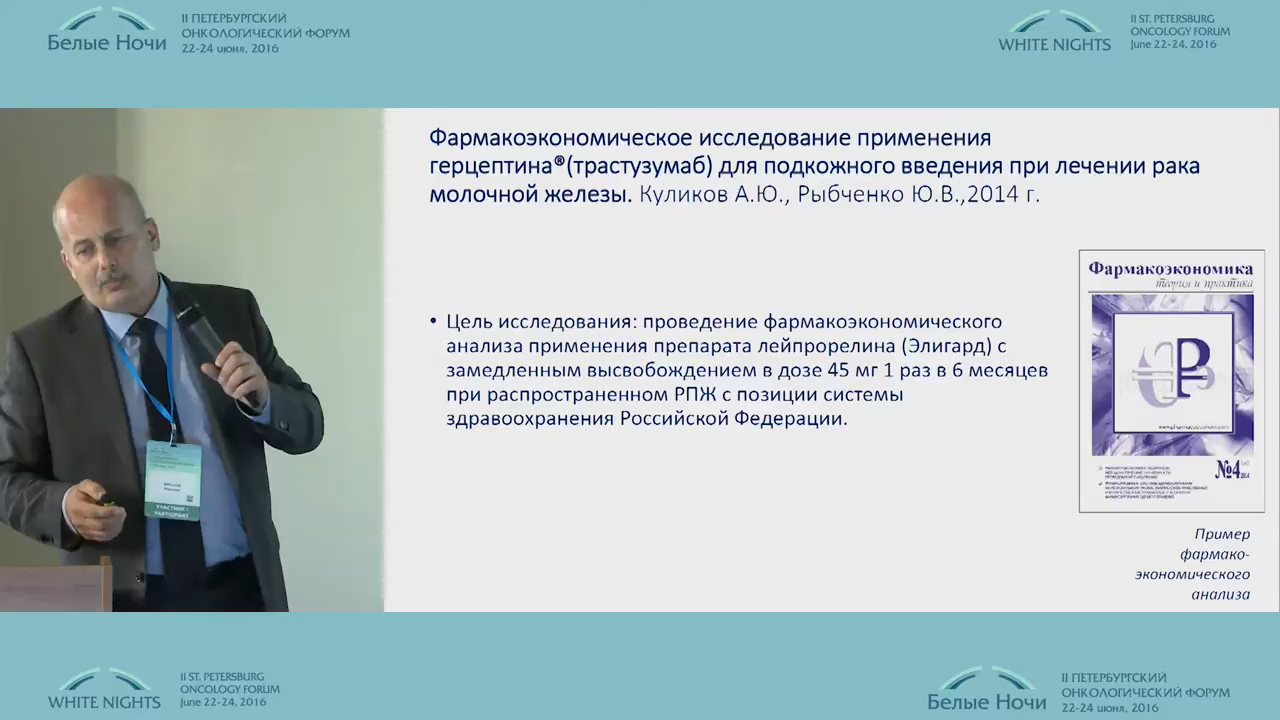 II ПЕТЕРБУРГСКИЙ
ОНКОЛОГИЧЕСКИЙ ФОРУМ
22-24 июня, 2016
Белые Ночи
WHITE NIGHTS
II ST. PETERSBURG
ONCOLOGY FORUM
June 22-24, 2016
Фармакоэкономическое исследование применения
герцептина®(трастузумаб) для подкожного введения при лечении рака
молочной железы. Куликов А.Ю., Рыбченко Ю.В.,2014 г.
• Цель исследования: проведение фармакоэкономического
анализа применения препарата лейпрорелина (Элигард) с
замедленным высвобождением в дозе 45 мг 1 раз в 6 месяцев
при распространенном РПЖ с позиции системы
здравоохранения Российской Федерации.
Фармакоэкономика
теория и практика
№4
2014
Пример
фармако-
экономического
анализа
УЧАСТНИК /
PARTICIPANT
WHITE NIGHTS
II ST. PETERSBURG
ONCOLOGY FORUM
June 22-24, 2016
Белые Ночи
II ПЕТЕРБУРГСКИЙ
ОНКОЛОГИЧЕСКИЙ ФОРУМ
22-24 июня, 2016